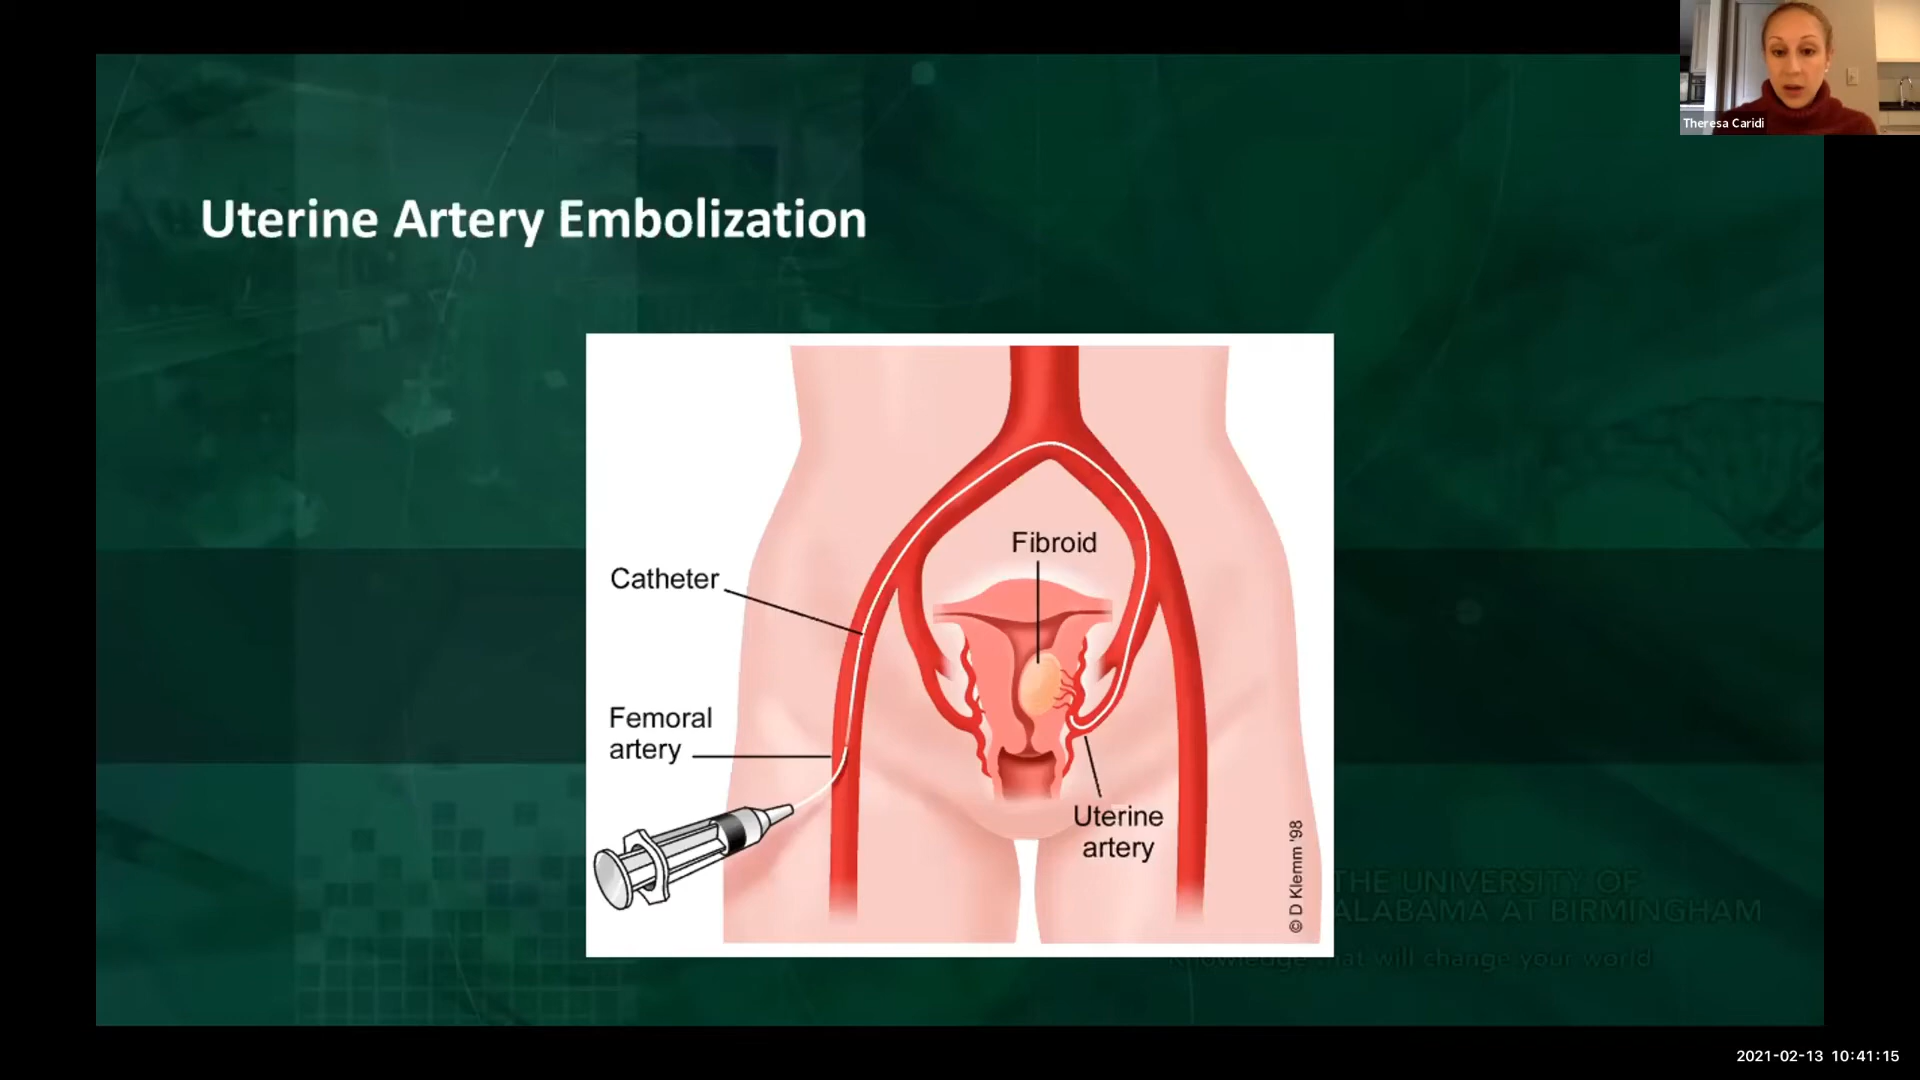 Theresa Caridi
Uterine Artery Embolization
Fibroid
Catheter
Femoral
artery
Uterine
artery
© D Klemm '98
THE UNIVERSITY OF
ALABAMA AT BIRMINGHAM
Knowledge that will change your world
2021-02-13 10:41:15